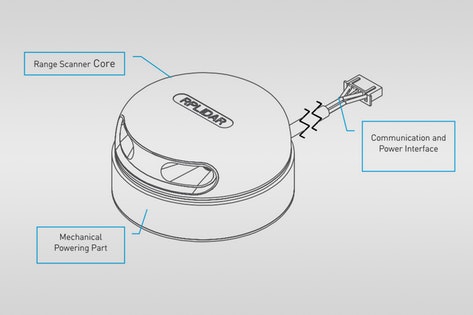 Range Scanner Core
RPLIDAR
Communication and
Power Interface
Mechanical
Powering Part